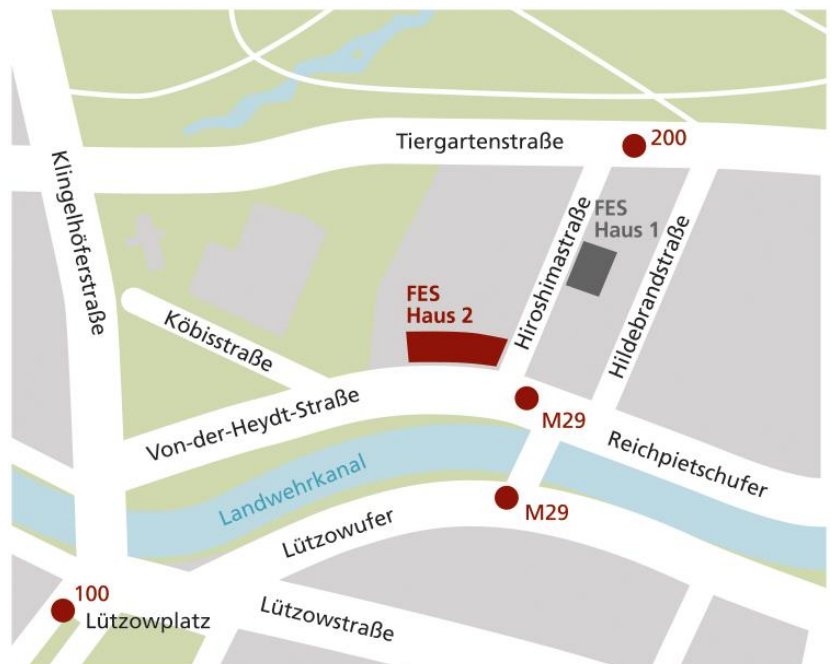 Tiergartenstraße
200
Klingelhöferstraße
Hiroshimastraße
FES
Haus 1
Hildebrandstraße
FES
Haus 2
Köbisstraße
Von-der-Heydt-Straße
M29
Reichpietschufer
Landwehrkanal
M29
Lützowufer
100
Lützowplatz
Lützowstraße